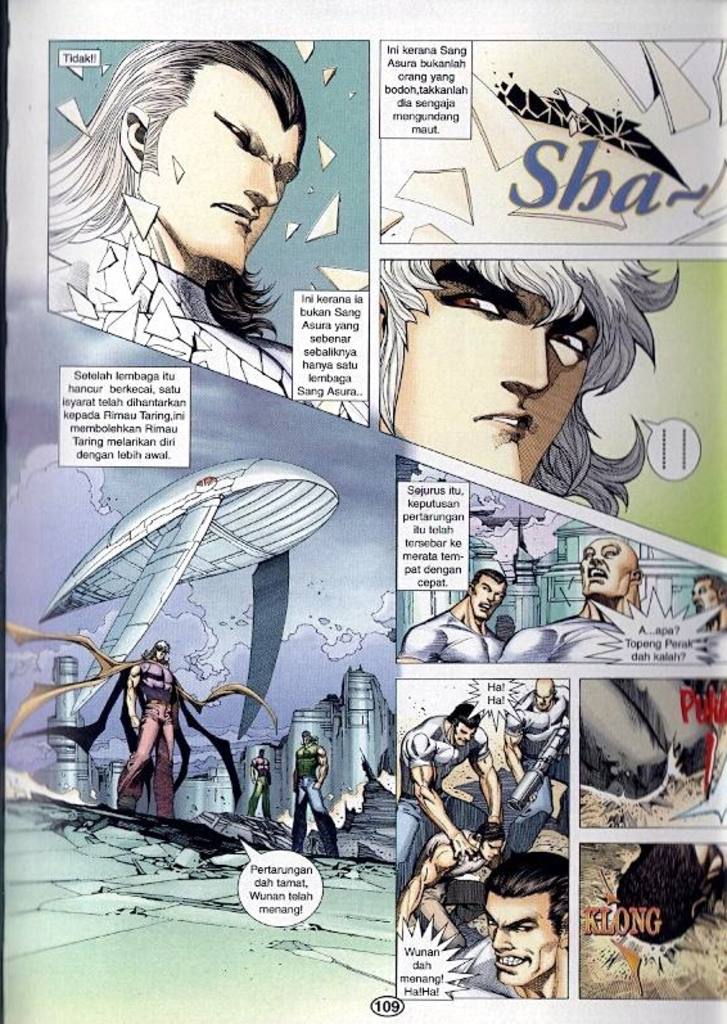 Tidak!!
Ini kerana ia
bukan Sang
Asura yang
sebenar
sebaliknya
hanya satu
lembaga
Sang Asura..
Ini kerana Sang
Asura bukanlah
orang yang
bodoh,takkanlah
dia sengaja
mengundang
maut.
Sha~
Setelah lembaga itu
hancur berkecai, satu
isyarat telah dihantarkan
kepada Rimau Taring,ini
membolehkan Rimau
Taring melarikan diri
dengan lebih awal.
Pertarungan
dah tamat,
Wunan telah
menang!
Sejurus itu,
keputusan
pertarungan
itu telah
tersebar ke
merata tem-
pat dengan
cepat.
A...apa?
Topeng Perak
dah kalah?
Ha!
Ha!
Wunan
dah
menang!
Ha!Ha!
KLONG
109